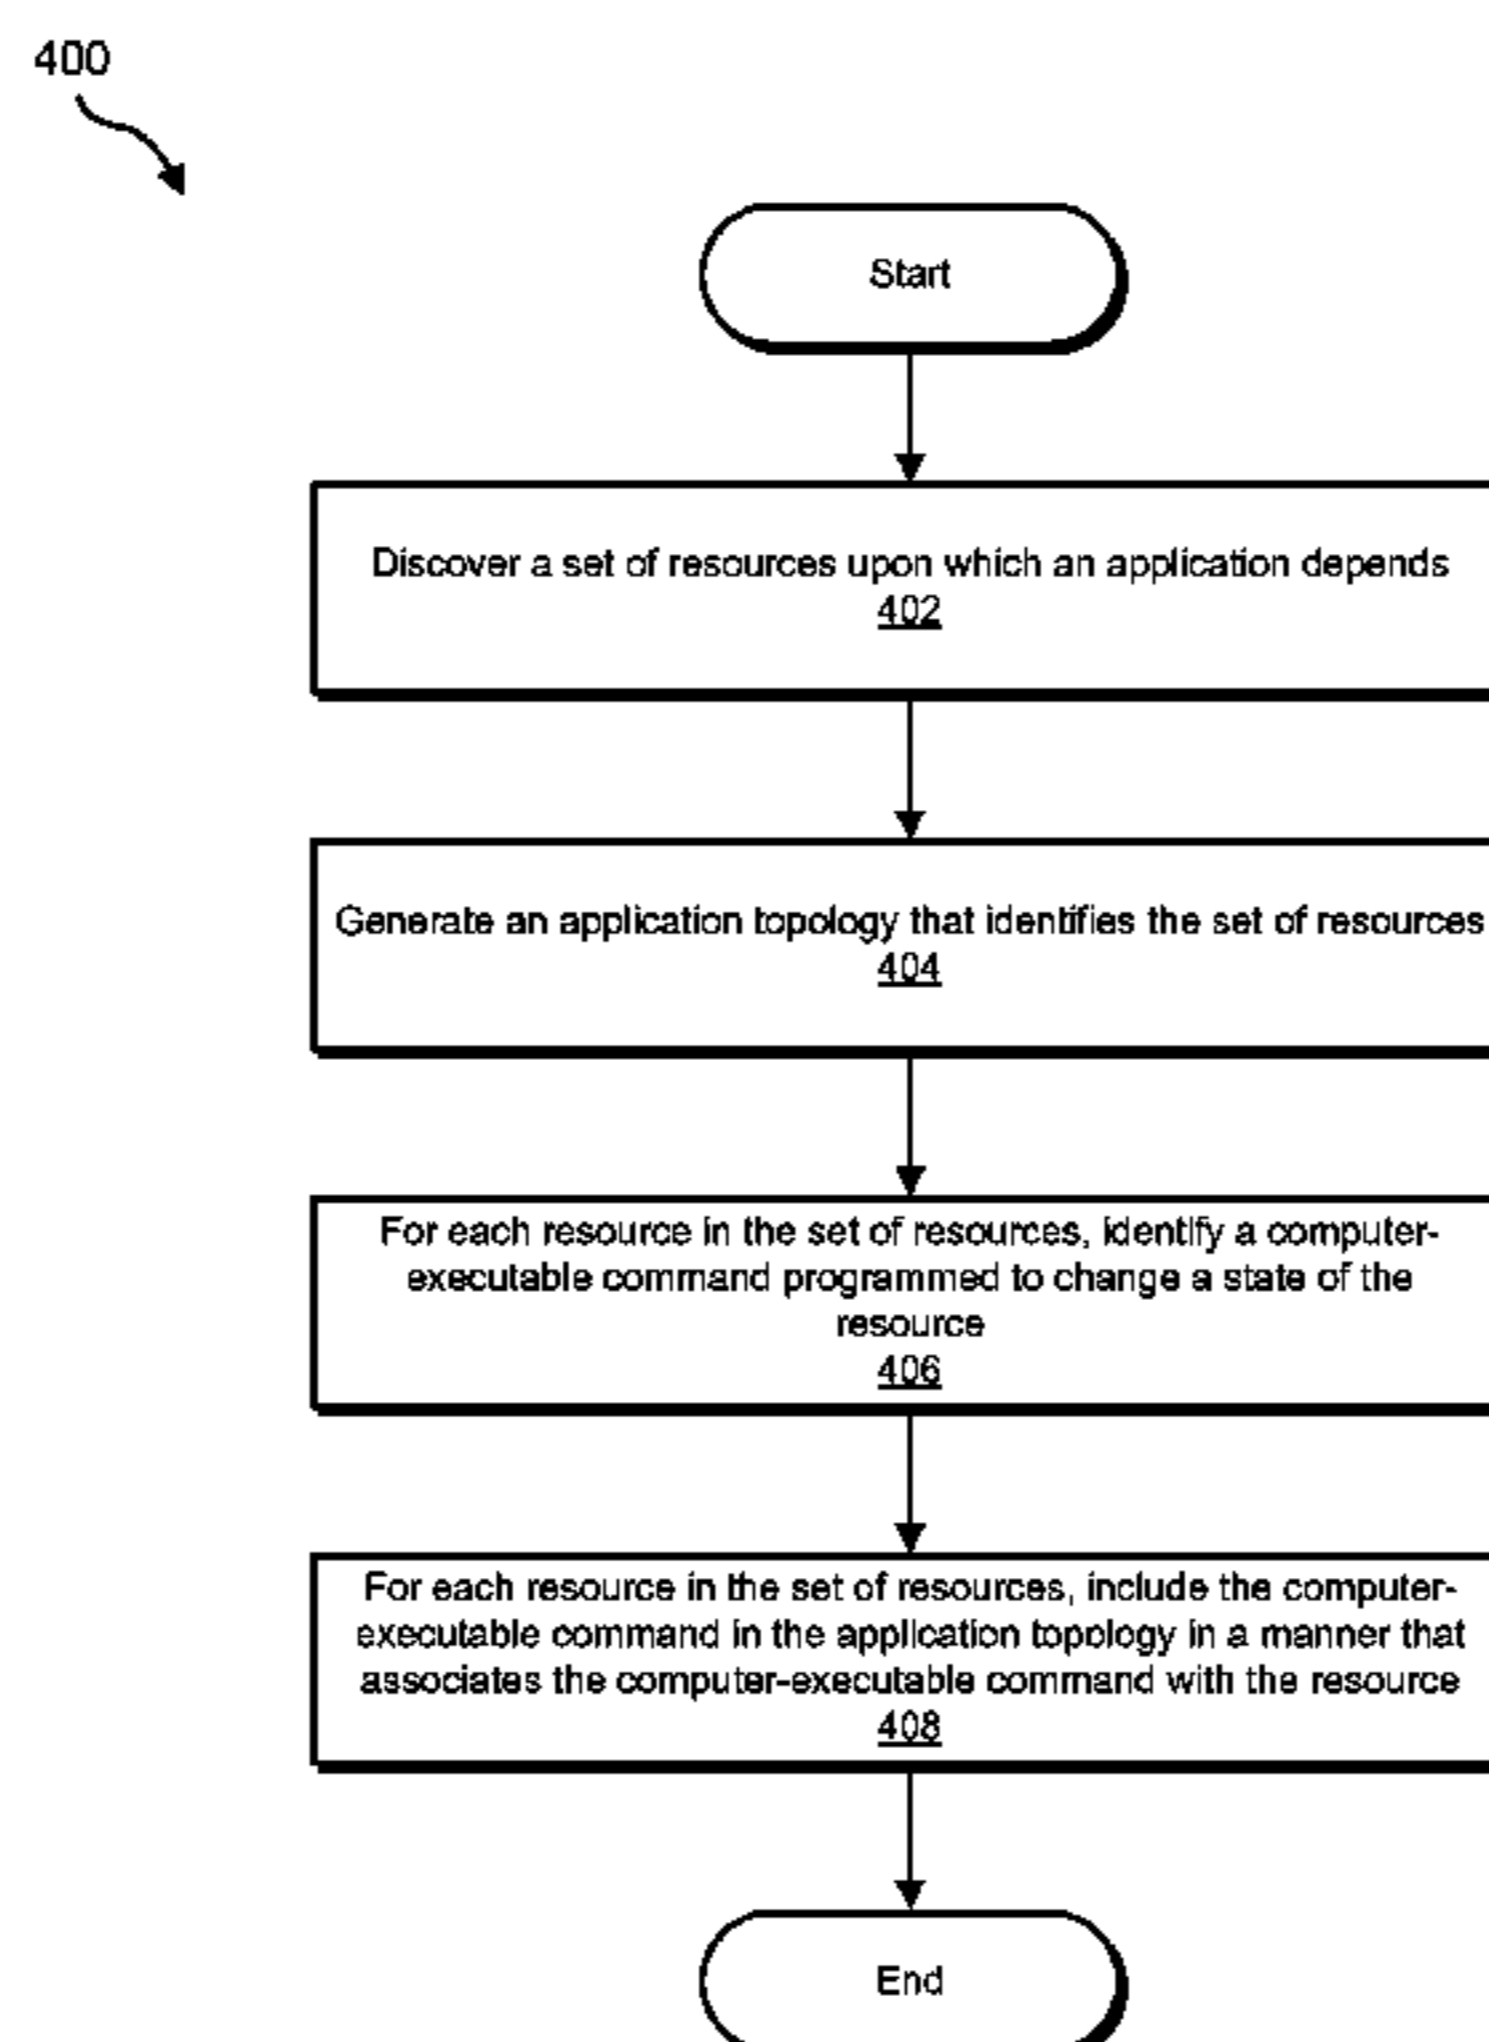 400
Start
Discover a set of resources upon which an application depends
402
Generate an application topology that identifies the set of resources
404
For each resource in the set of resources, identify a computer-
executable command programmed to change a state of the
resource
406
For each resource in the set of resources, include the computer-
executable command in the application topology in a manner that
associates the computer-executable command with the resource
408
End